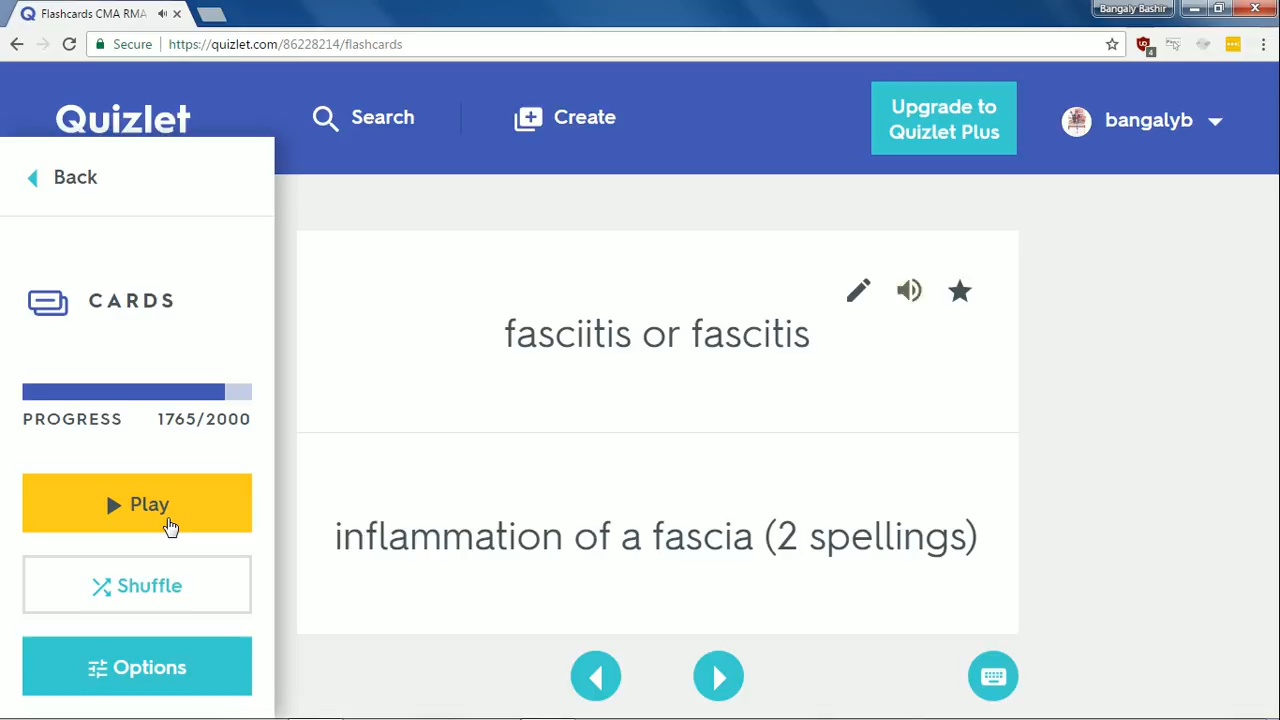 Flashcards CMA RMA
Bangaly Bashir
Secure
https://quizlet.com/86228214/flashcards
4
Quizlet
Search
Create
Upgrade to
Quizlet Plus
bangalyb
Back
CARDS
PROGRESS 1765/2000
Play
Shuffle
Options
fasciitis or fascitis
inflammation of a fascia (2 spellings)